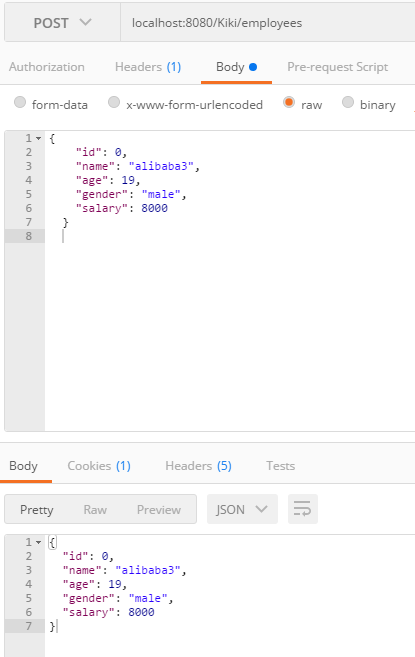 POST localhost:8080/Kiki/employees
Authorization Headers (1) Body Pre-request Script
form-data x-www-form-urlencoded raw binary
1 {
2 "id": 0,
3 "name": "alibaba3",
4 "age": 19,
5 "gender": "male",
6 "salary": 8000
7 }
8
Body Cookies (1) Headers (5) Tests
Pretty Raw Preview JSON
1 {
2 "id": 0,
3 "name": "alibaba3",
4 "age": 19,
5 "gender": "male",
6 "salary": 8000
7 }